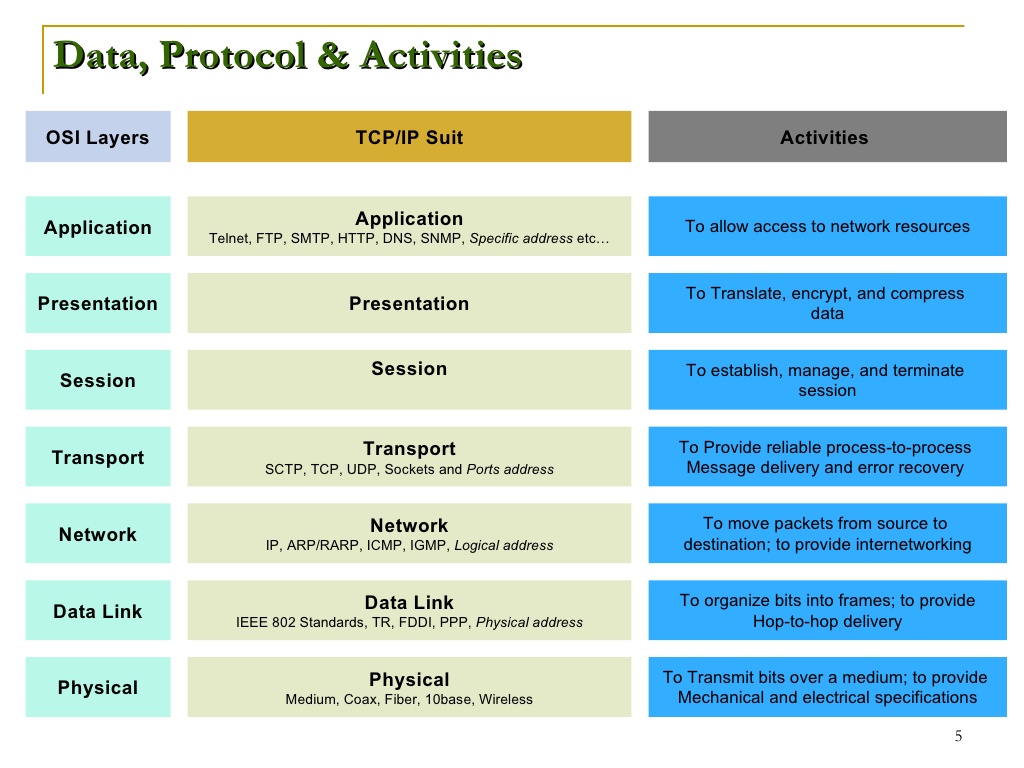 Data, Protocol & Activities
OSI Layers
TCP/IP Suit
Activities
Application
Application
Telnet, FTP, SMTP, HTTP, DNS, SNMP, Specific address etc…
To allow access to network resources
Presentation
Presentation
To Translate, encrypt, and compress
data
Session
Session
To establish, manage, and terminate
session
Transport
Transport
SCTP, TCP, UDP, Sockets and Ports address
To Provide reliable process-to-process
Message delivery and error recovery
Network
Network
IP, ARP/RARP, ICMP, IGMP, Logical address
To move packets from source to
destination; to provide internetworking
Data Link
Data Link
IEEE 802 Standards, TR, FDDI, PPP, Physical address
To organize bits into frames; to provide
Hop-to-hop delivery
Physical
Physical
Medium, Coax, Fiber, 10base, Wireless
To Transmit bits over a medium; to provide
Mechanical and electrical specifications
5